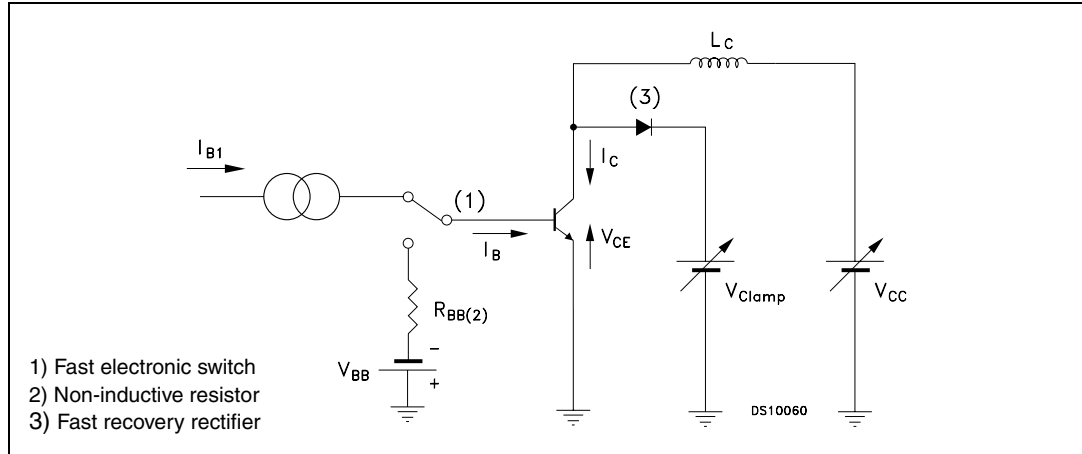 L_C
(3)
I_B1
I_C
(1)
I_B
V_CE
R_BB(2)
V_Clamp
V_CC
V_BB
-
+
1) Fast electronic switch
2) Non-inductive resistor
3) Fast recovery rectifier
DS10060